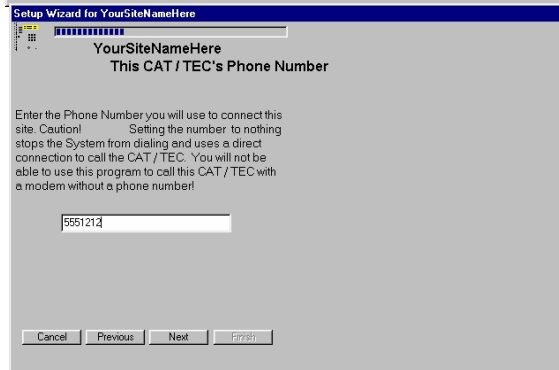 Setup Wizard for YourSiteNameHere
YourSiteNameHere
This CAT / TEC's Phone Number
Enter the Phone Number you will use to connect this
site. Caution! Setting the number to nothing
stops the System from dialing and uses a direct
connection to call the CAT / TEC. You will not be
able to use this program to call this CAT / TEC with
a modem without a phone number!
5551212
Cancel Previous Next Finish